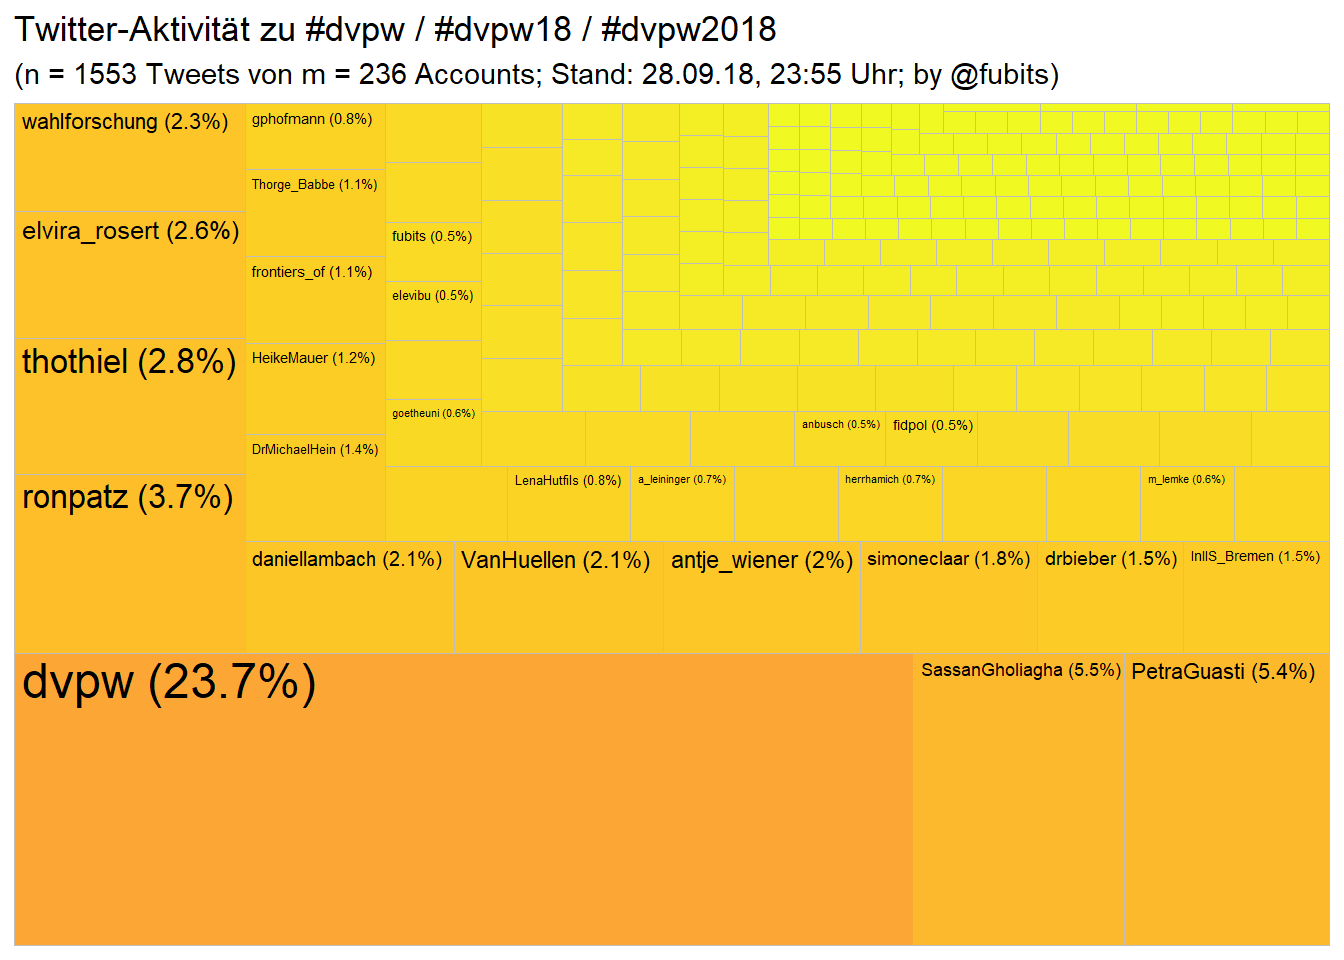 Twitter-Aktivität zu #dvpw / #dvpw18 / #dvpw2018
(n = 1553 Tweets von m = 236 Accounts; Stand: 28.09.18, 23:55 Uhr; by @fubits)
wahlforschung (2.3%)
elvira_rosert (2.6%)
thothiel (2.8%)
ronpatz (3.7%)
gphofmann (0.8%)
Thorge_Babbe (1.1%)
frontiers_of (1.1%)
HeikeMauer (1.2%)
DrMichaelHein (1.4%)
fubits (0.5%)
elevibu (0.5%)
goetheuni (0.6%)
anbusch (0.5%)
fidpol (0.5%)
LenaHutfils (0.8%)
a_leininger (0.7%)
herrhamich (0.7%)
m_lemke (0.6%)
daniellambach (2.1%)
VanHuellen (2.1%)
antje_wiener (2%)
simoneclaar (1.8%)
drbieber (1.5%)
InIIS_Bremen (1.5%)
dvpw (23.7%)
SassanGholiagha (5.5%)
PetraGuasti (5.4%)